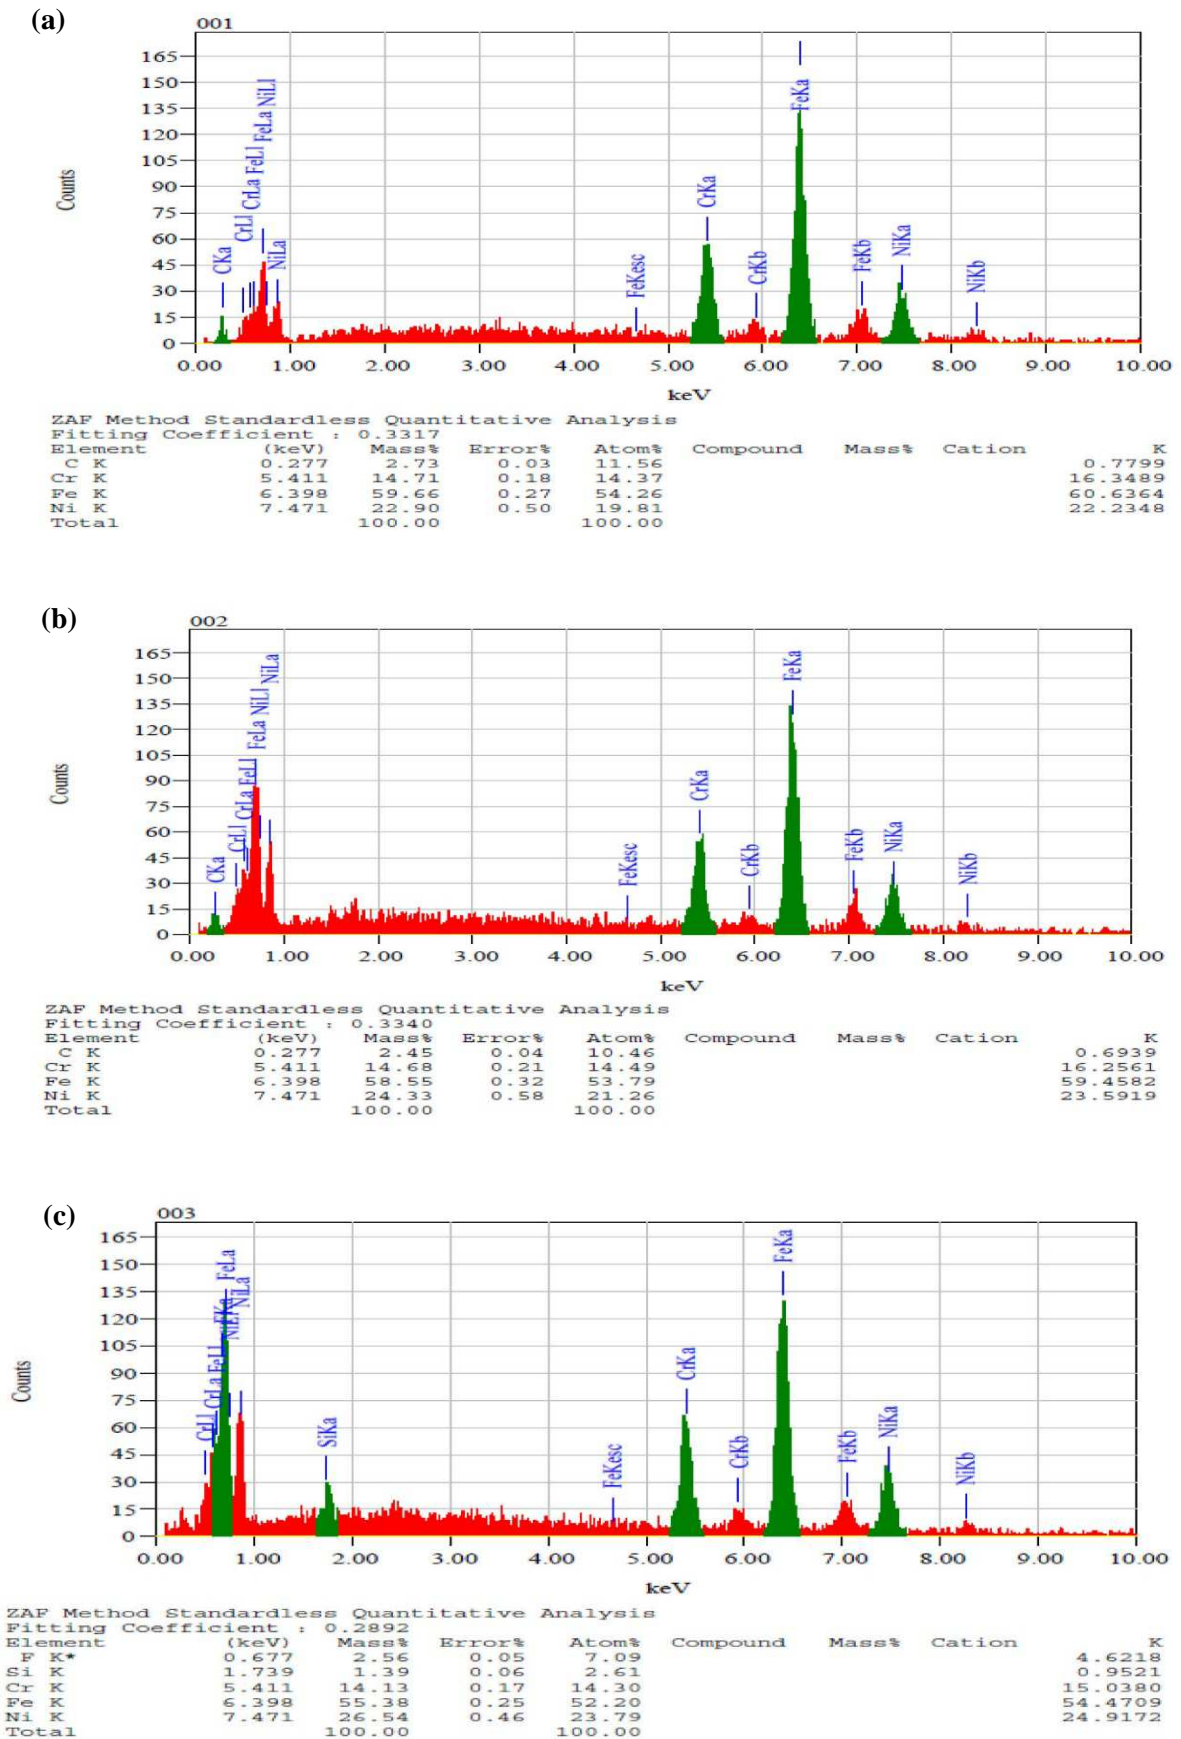 (a)
001
165
150
135
120
105
90
75
60
45
30
15
0
Counts
CKa
CrLl
CrLa FeLl FeLa NiLl
NiLa
FeKesc
CrKa
CrKb
FeKa
FeKb
NiKa
NiKb
0.00 1.00 2.00 3.00 4.00 5.00 6.00 7.00 8.00 9.00 10.00
keV
ZAF Method Standardless Quantitative Analysis
Fitting Coefficient : 0.3317
Element (keV) Mass% Error% Atom% Compound Mass% Cation K
C K 0.277 2.73 0.03 11.56 0.7799
Cr K 5.411 14.71 0.18 14.37 16.3489
Fe K 6.398 59.66 0.27 54.26 60.6364
Ni K 7.471 22.90 0.50 19.81 22.2348
Total 100.00 100.00
(b)
002
165
150
135
120
105
90
75
60
45
30
15
0
Counts
CKa
CrLl
CrLa FeLl
FeLa NiLl
NiLa
FeKesc
CrKa
CrKb
FeKa
FeKb
NiKa
NiKb
0.00 1.00 2.00 3.00 4.00 5.00 6.00 7.00 8.00 9.00 10.00
keV
ZAF Method Standardless Quantitative Analysis
Fitting Coefficient : 0.3340
Element (keV) Mass% Error% Atom% Compound Mass% Cation K
C K 0.277 2.45 0.04 10.46 0.6939
Cr K 5.411 14.68 0.21 14.49 16.2561
Fe K 6.398 58.55 0.32 53.79 59.4582
Ni K 7.471 24.33 0.58 21.26 23.5919
Total 100.00 100.00
(c)
003
165
150
135
120
105
90
75
60
45
30
15
0
Counts
CrLl
CrLa FeLl
FKa
NiLl
FeLa
NiLa
SiKa
FeKesc
CrKa
CrKb
FeKa
FeKb
NiKa
NiKb
0.00 1.00 2.00 3.00 4.00 5.00 6.00 7.00 8.00 9.00 10.00
keV
ZAF Method Standardless Quantitative Analysis
Fitting Coefficient : 0.2892
Element (keV) Mass% Error% Atom% Compound Mass% Cation K
F K* 0.677 2.56 0.05 7.09 4.6218
Si K 1.739 1.39 0.06 2.61 0.9521
Cr K 5.411 14.13 0.17 14.30 15.0380
Fe K 6.398 55.38 0.25 52.20 54.4709
Ni K 7.471 26.54 0.46 23.79 24.9172
Total 100.00 100.00